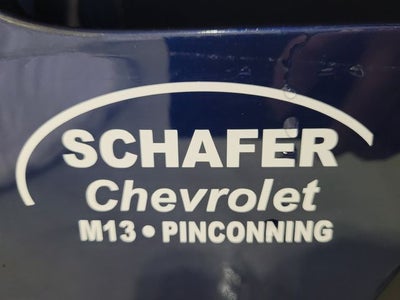 SCHAFER
Chevrolet
M13 • PINCONNING